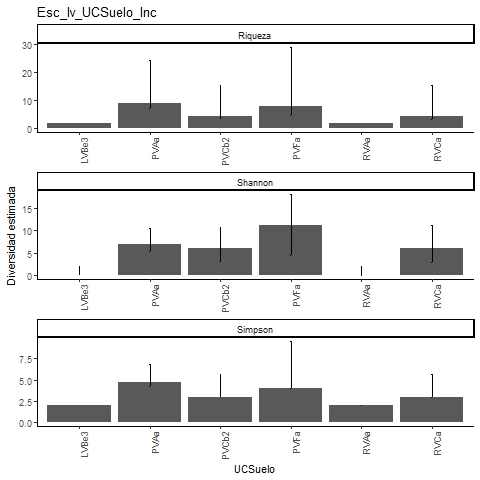 Esc_Iv_UCSuelo_Inc
Riqueza
30
20
10
0
LVBe3 PVAa PVCb2 PVFa RVAa RVCa
Shannon
15
10
5
0
LVBe3 PVAa PVCb2 PVFa RVAa RVCa
Simpson
7.5
5.0
2.5
0.0
LVBe3 PVAa PVCb2 PVFa RVAa RVCa
Diversidad estimada
UCSuelo